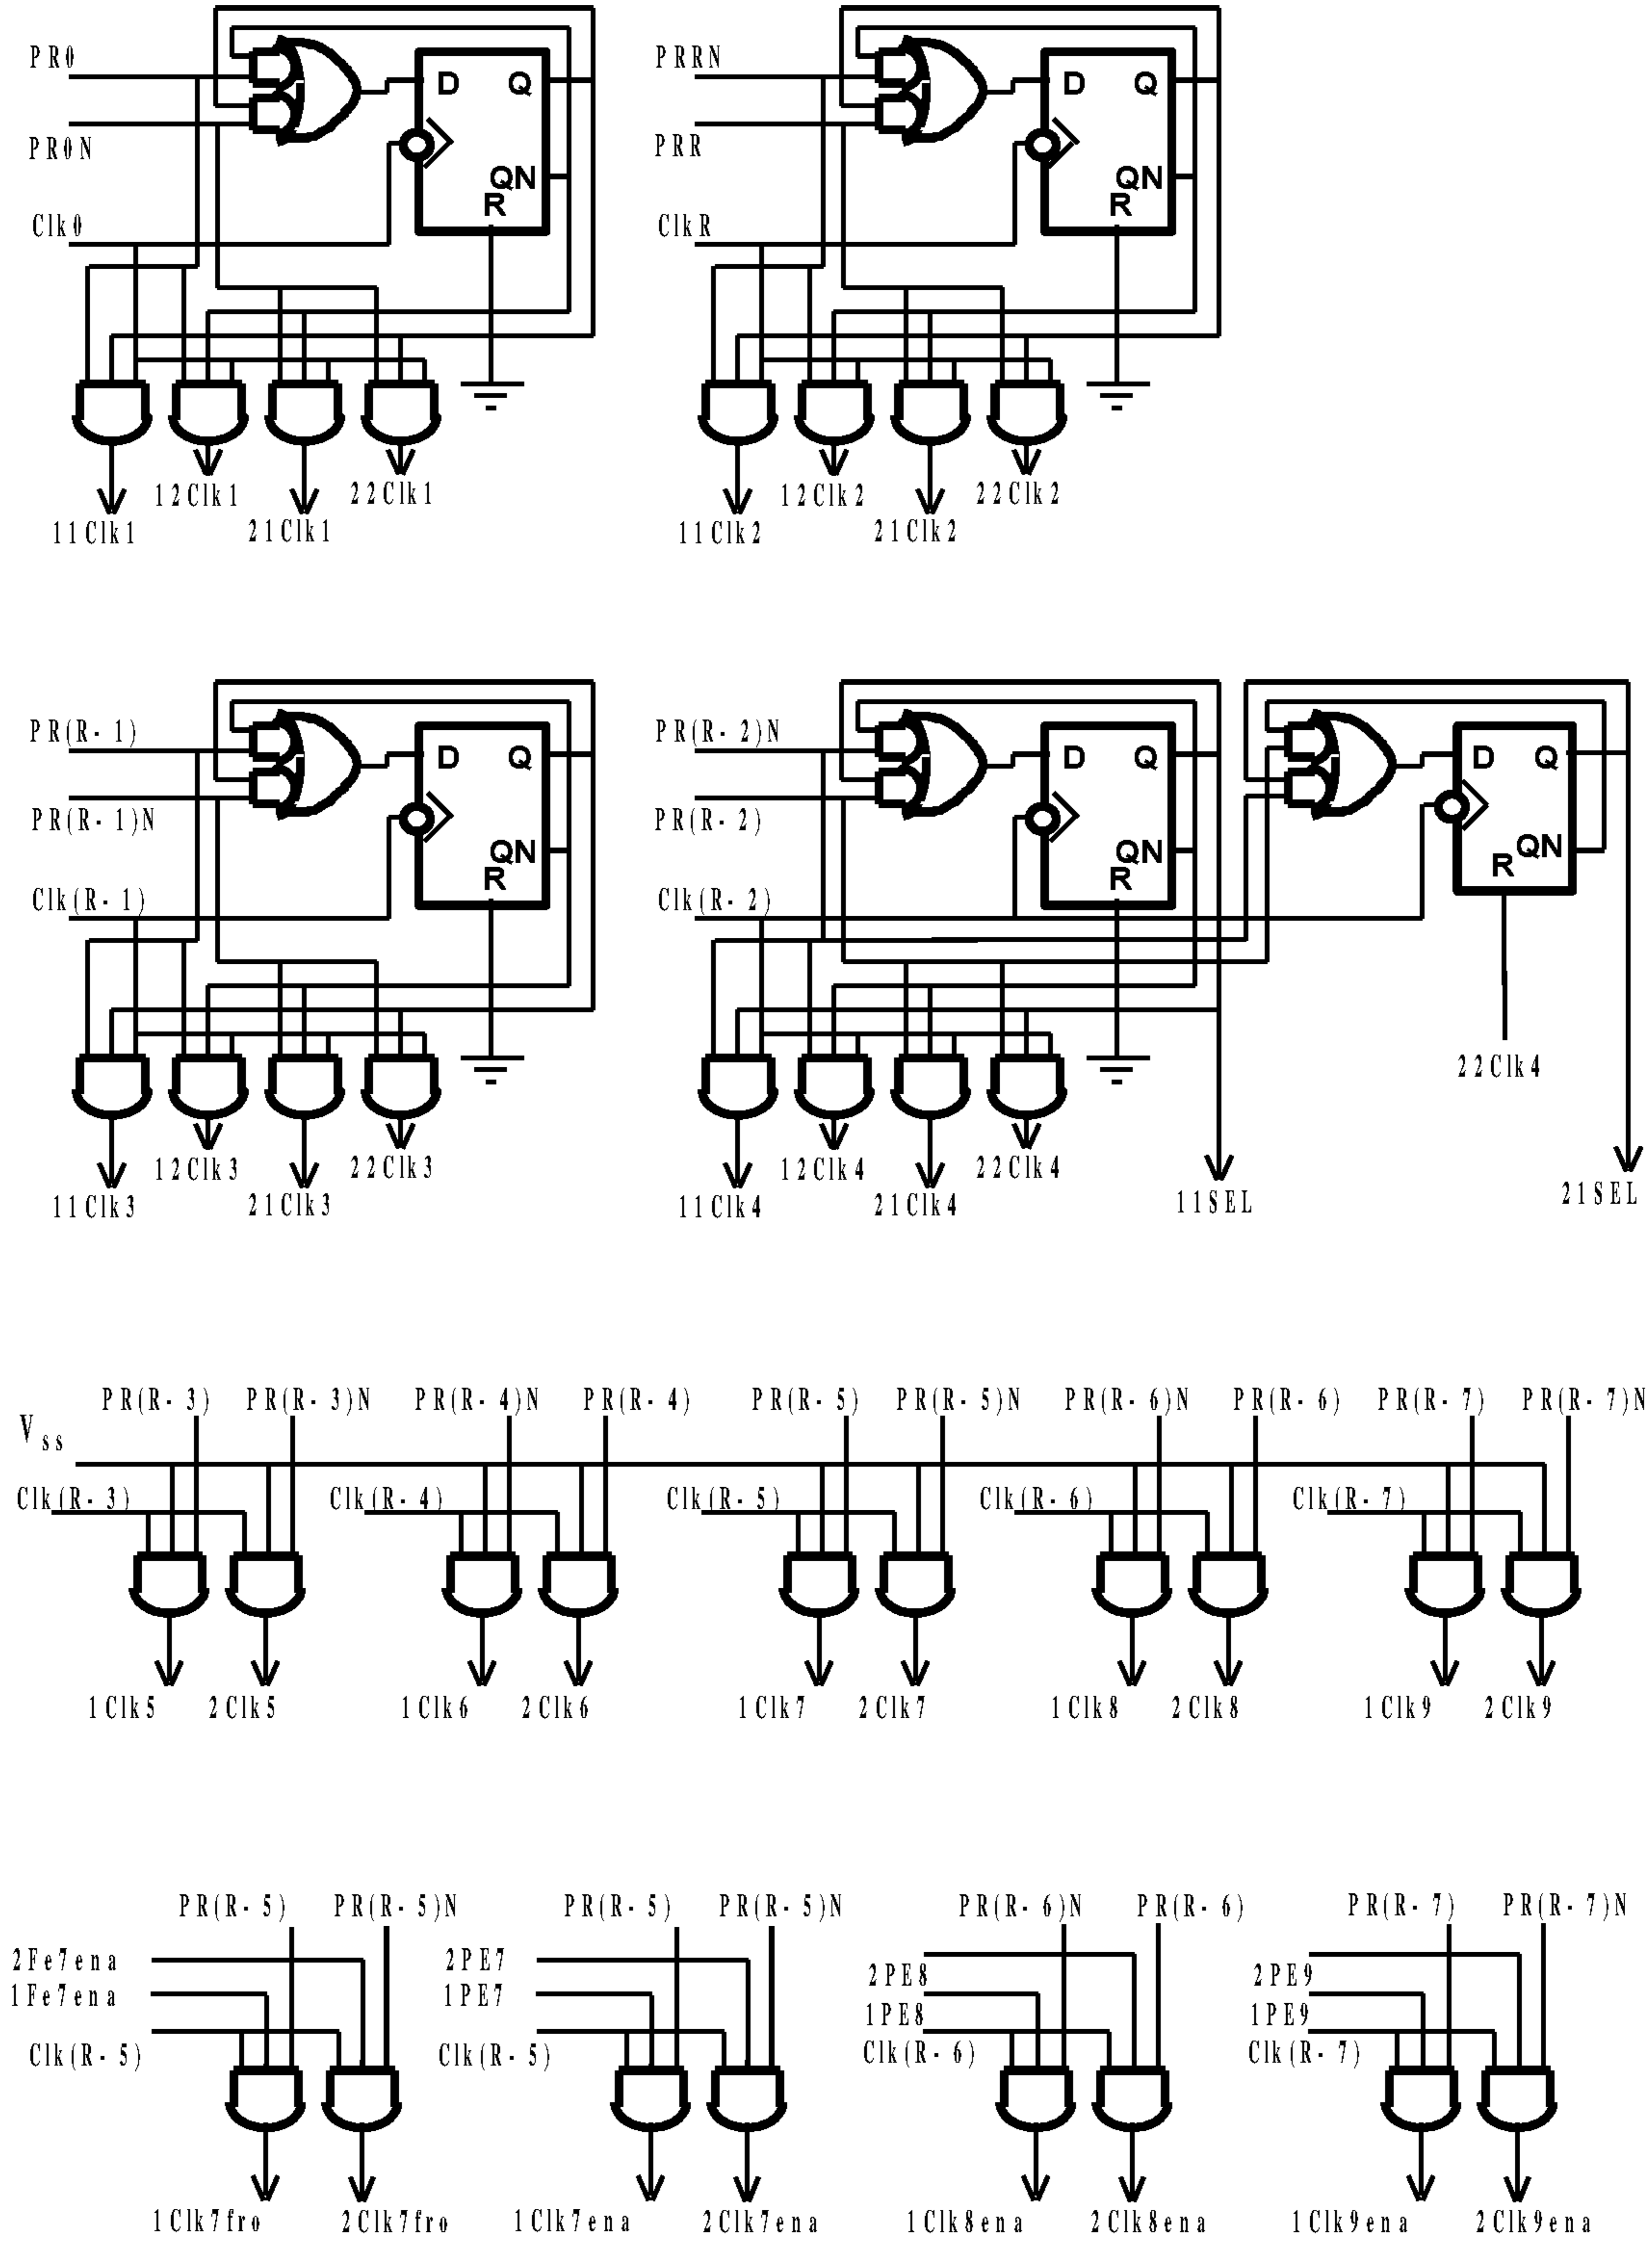 PR0
PR0N
Clk0
D Q
QN
R
11Clk1 12Clk1 21Clk1 22Clk1
PRRN
PRR
ClkR
D Q
QN
R
11Clk2 12Clk2 21Clk2 22Clk2
PR(R-1)
PR(R-1)N
Clk(R-1)
D Q
QN
R
11Clk3 12Clk3 21Clk3 22Clk3
PR(R-2)N
PR(R-2)
Clk(R-2)
D Q
QN
R
D Q
QN
R
22Clk4
11Clk4 12Clk4 21Clk4 22Clk4
11SEL
21SEL
PR(R-3) PR(R-3)N PR(R-4)N PR(R-4) PR(R-5) PR(R-5)N PR(R-6)N PR(R-6) PR(R-7) PR(R-7)N
Vss
Clk(R-3) Clk(R-4) Clk(R-5) Clk(R-6) Clk(R-7)
1Clk5 2Clk5 1Clk6 2Clk6 1Clk7 2Clk7 1Clk8 2Clk8 1Clk9 2Clk9
PR(R-5) PR(R-5)N PR(R-5) PR(R-5)N PR(R-6)N PR(R-6) PR(R-7) PR(R-7)N
2Fe7ena 2PE7 2PE8 2PE9
1Fe7ena 1PE7 1PE8 1PE9
Clk(R-5) Clk(R-5) Clk(R-6) Clk(R-7)
1Clk7fro 2Clk7fro 1Clk7ena 2Clk7ena 1Clk8ena 2Clk8ena 1Clk9ena 2Clk9ena